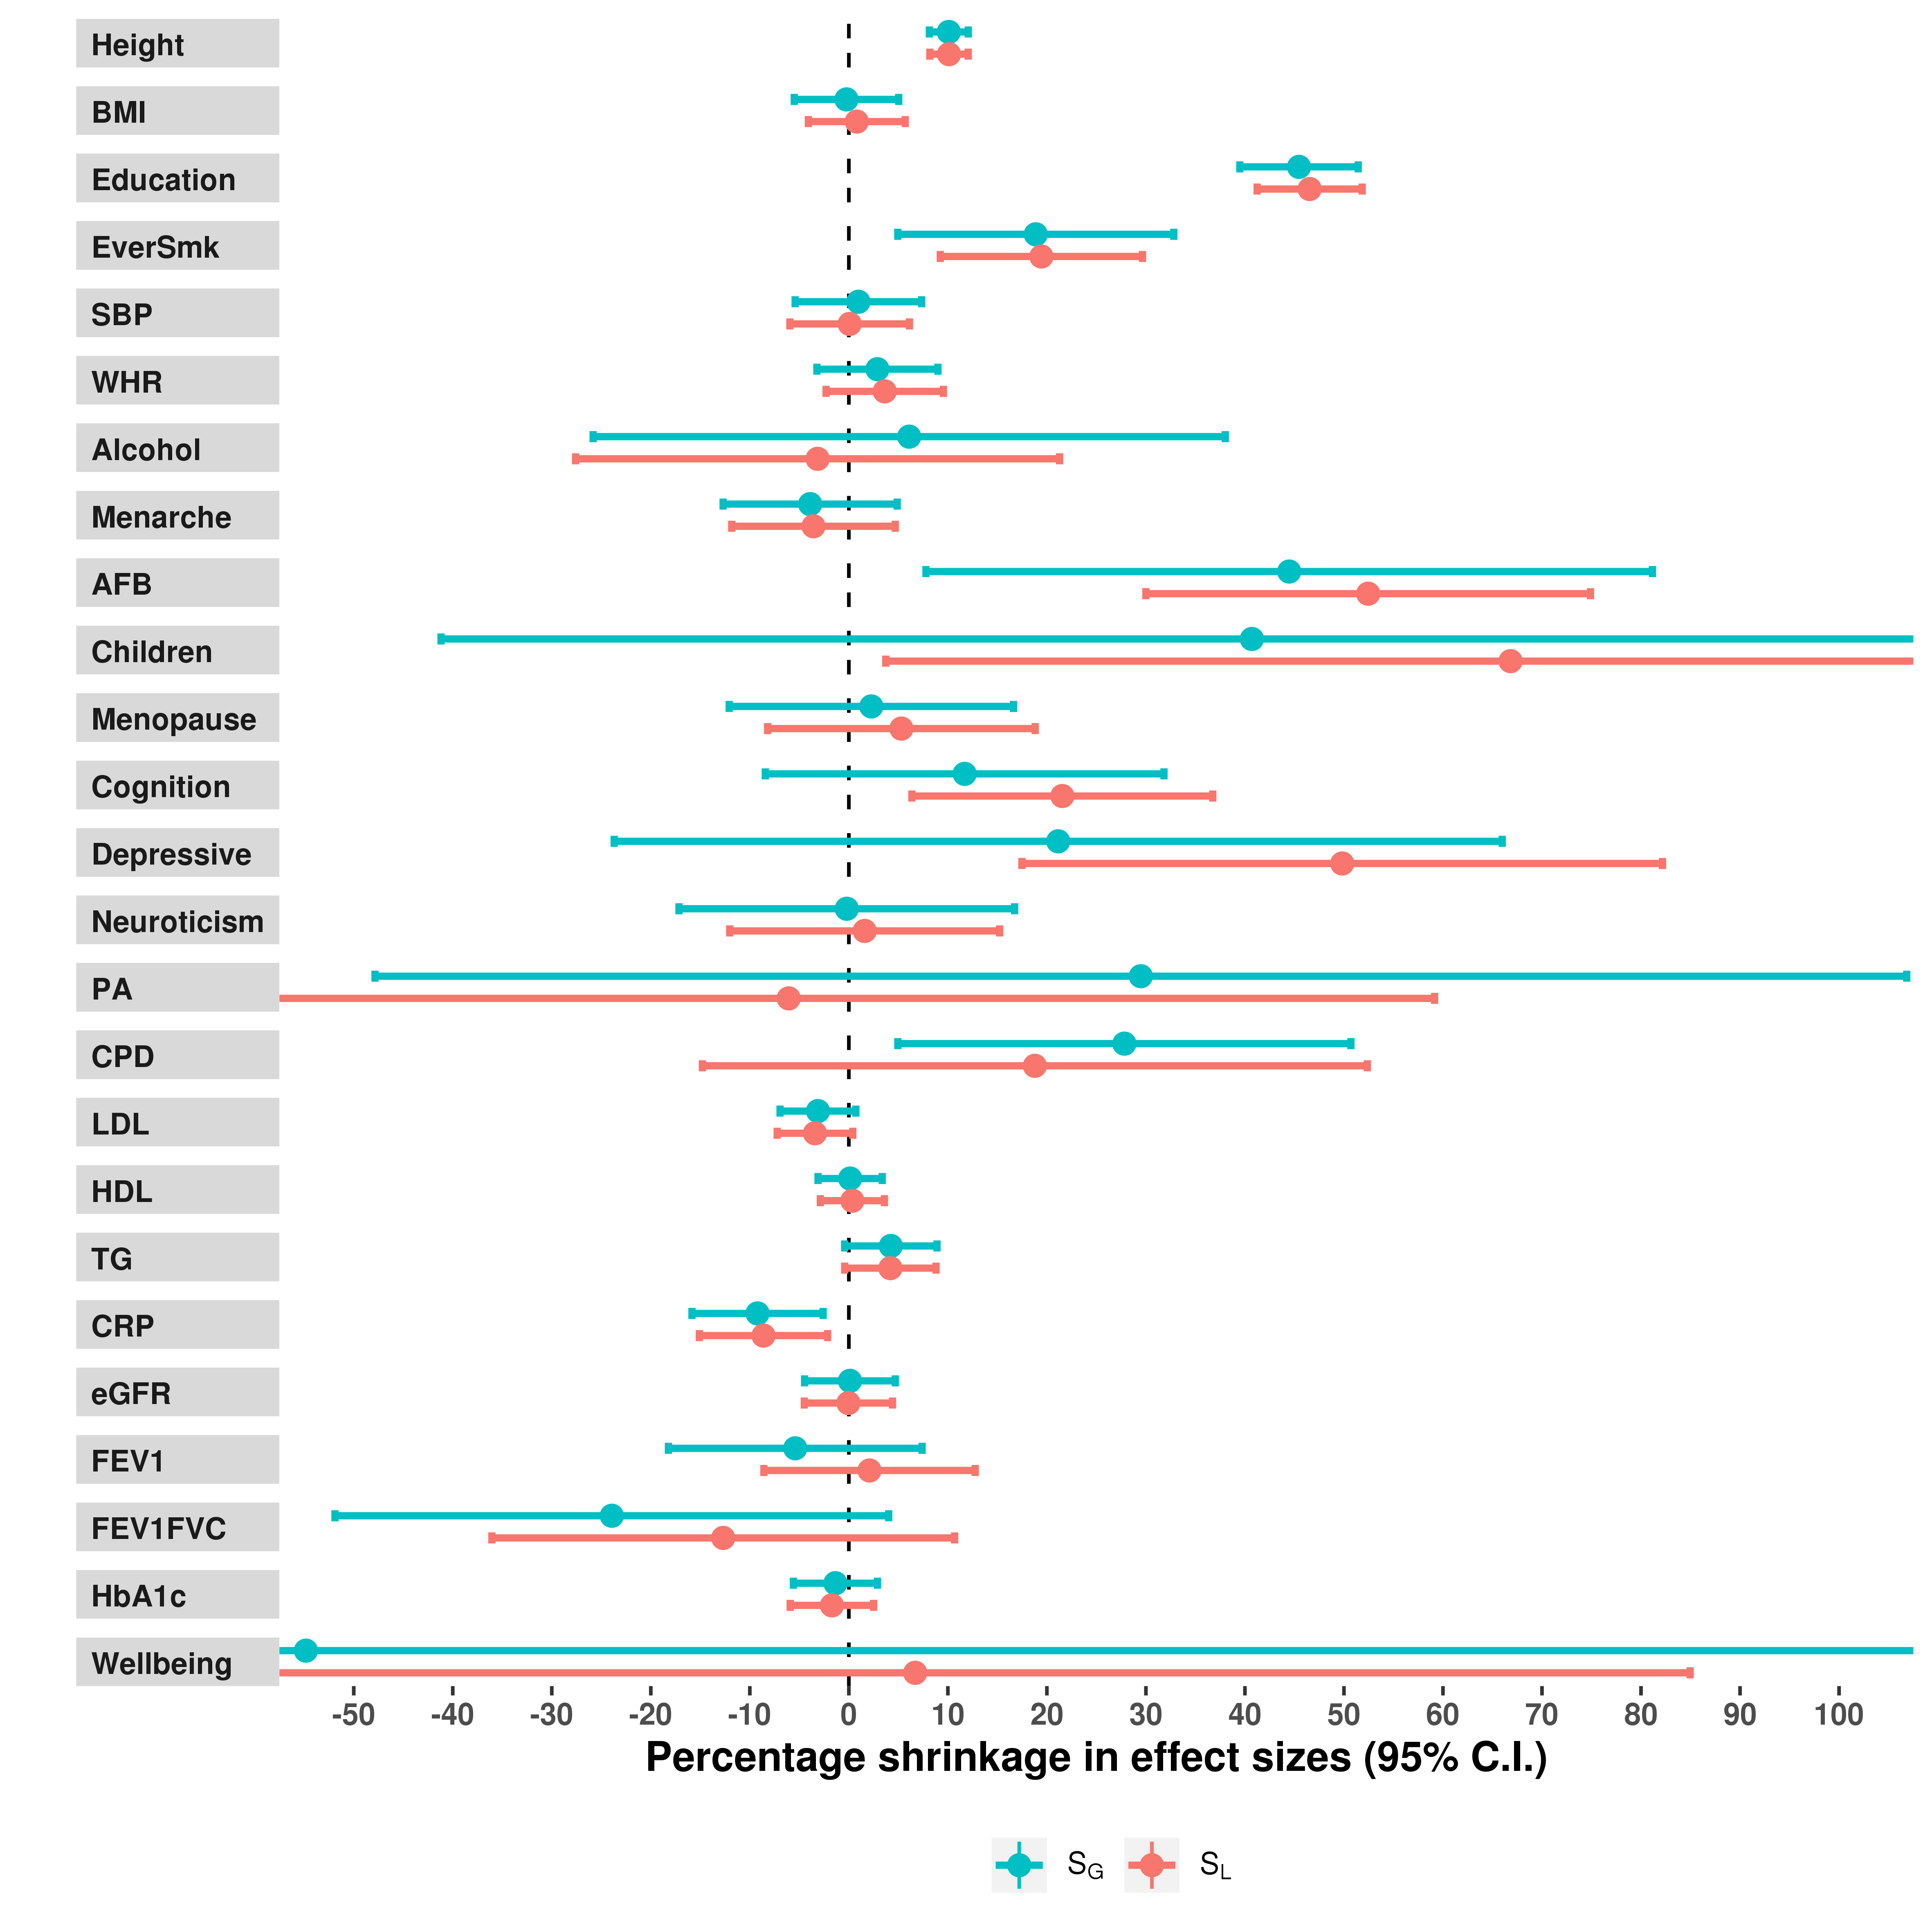 Height
BMI
Education
EverSmk
SBP
WHR
Alcohol
Menarche
AFB
Children
Menopause
Cognition
Depressive
Neuroticism
PA
CPD
LDL
HDL
TG
CRP
eGFR
FEV1
FEV1FVC
HbA1c
Wellbeing
-50 -40 -30 -20 -10 0 10 20 30 40 50 60 70 80 90 100
Percentage shrinkage in effect sizes (95% C.I.)
SG SL